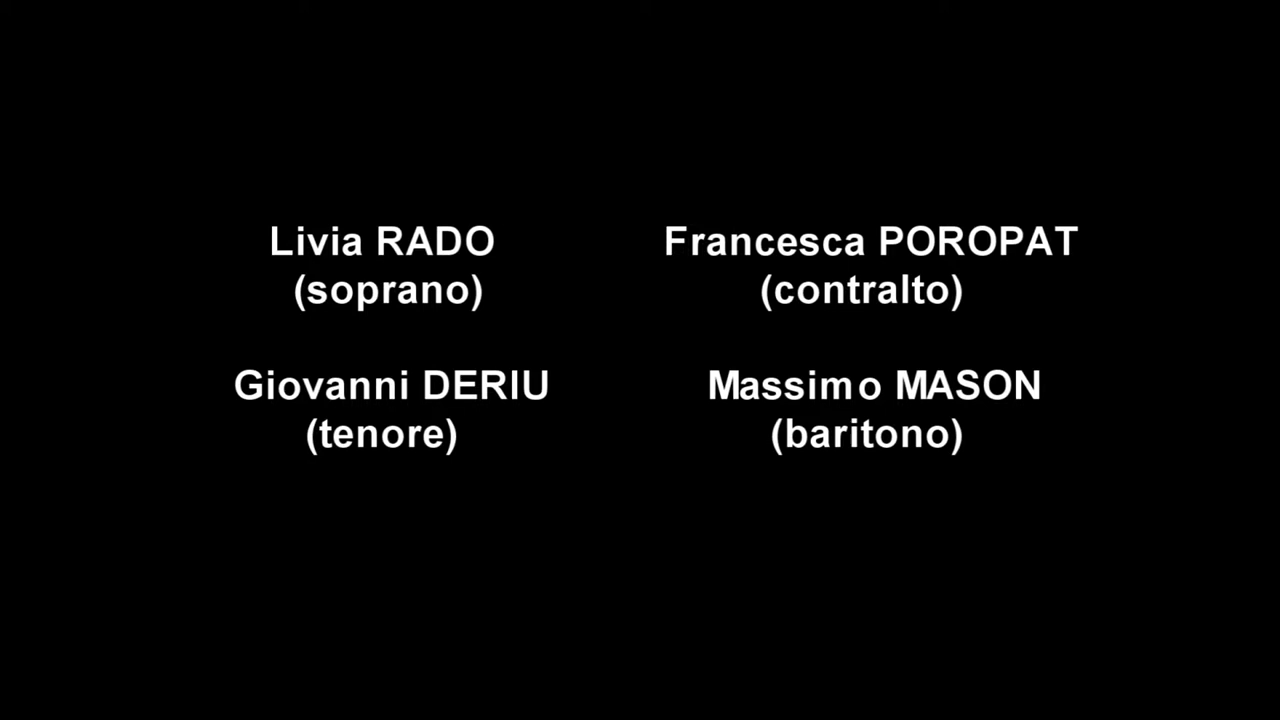 Livia RADO
(soprano)
Francesca POROPAT
(contralto)
Giovanni DERIU
(tenore)
Massimo MASON
(baritono)